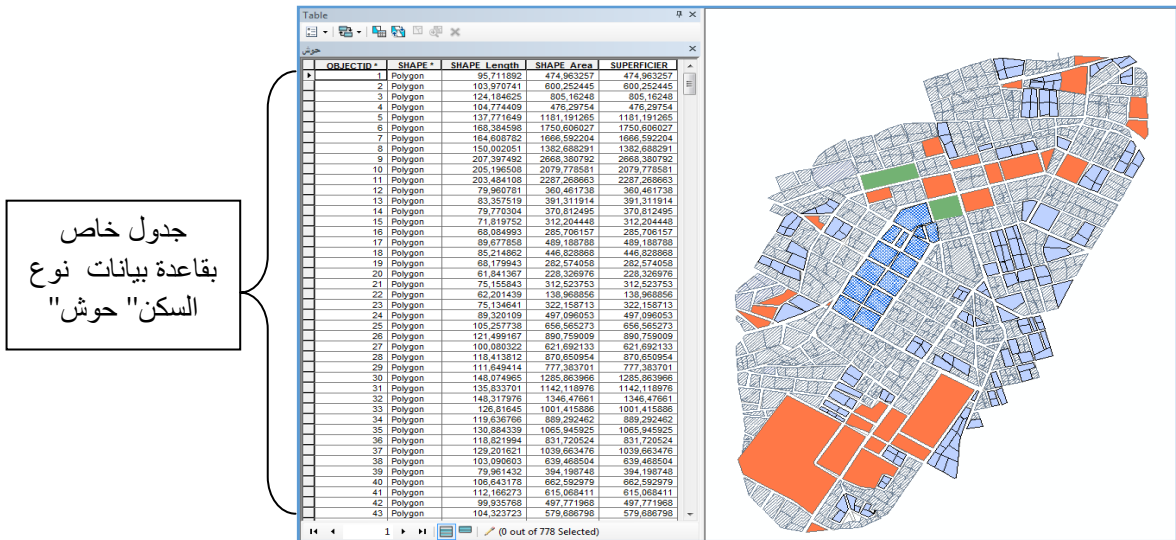 Table
حوش
OBJECTID * SHAPE * SHAPE_Length SHAPE_Area SUPERFICIER
1 Polygon 95,711892 474,963257 474,963257
2 Polygon 103,970741 600,252445 600,252445
3 Polygon 124,184625 805,16248 805,16248
4 Polygon 104,774409 476,29754 476,29754
5 Polygon 137,771649 1181,191265 1181,191265
6 Polygon 168,384598 1750,606027 1750,606027
7 Polygon 164,608782 1666,592204 1666,592204
8 Polygon 150,002051 1382,688291 1382,688291
9 Polygon 207,397492 2668,380792 2668,380792
10 Polygon 205,196508 2079,778581 2079,778581
11 Polygon 203,484108 2287,268663 2287,268663
12 Polygon 79,960781 360,461738 360,461738
13 Polygon 83,357519 391,311914 391,311914
14 Polygon 79,770304 370,812495 370,812495
15 Polygon 71,819752 312,204448 312,204448
16 Polygon 68,084993 285,706157 285,706157
17 Polygon 89,677858 489,188788 489,188788
18 Polygon 85,214862 446,828868 446,828868
19 Polygon 68,179943 282,574058 282,574058
20 Polygon 61,841367 228,326976 228,326976
21 Polygon 75,155843 312,523753 312,523753
22 Polygon 62,201439 138,968856 138,968856
23 Polygon 75,134641 322,158713 322,158713
24 Polygon 89,320109 497,096053 497,096053
25 Polygon 105,257738 656,565273 656,565273
26 Polygon 121,499167 890,759009 890,759009
27 Polygon 100,080322 621,692133 621,692133
28 Polygon 118,413812 870,650954 870,650954
29 Polygon 111,649414 777,383701 777,383701
30 Polygon 148,074965 1285,863966 1285,863966
31 Polygon 135,833701 1142,118976 1142,118976
32 Polygon 148,317976 1346,47661 1346,47661
33 Polygon 126,81645 1001,415886 1001,415886
34 Polygon 119,636766 889,292462 889,292462
35 Polygon 130,884339 1065,945925 1065,945925
36 Polygon 118,821994 831,720524 831,720524
37 Polygon 129,201621 1039,663476 1039,663476
38 Polygon 103,090603 639,468504 639,468504
39 Polygon 79,961432 394,198748 394,198748
40 Polygon 106,643178 662,592979 662,592979
41 Polygon 112,166273 615,068411 615,068411
42 Polygon 99,935768 497,771968 497,771968
43 Polygon 104,323723 579,686798 579,686798
1 (0 out of 778 Selected)
جدول خاص
بقاعدة بيانات نوع
السكن" حوش"